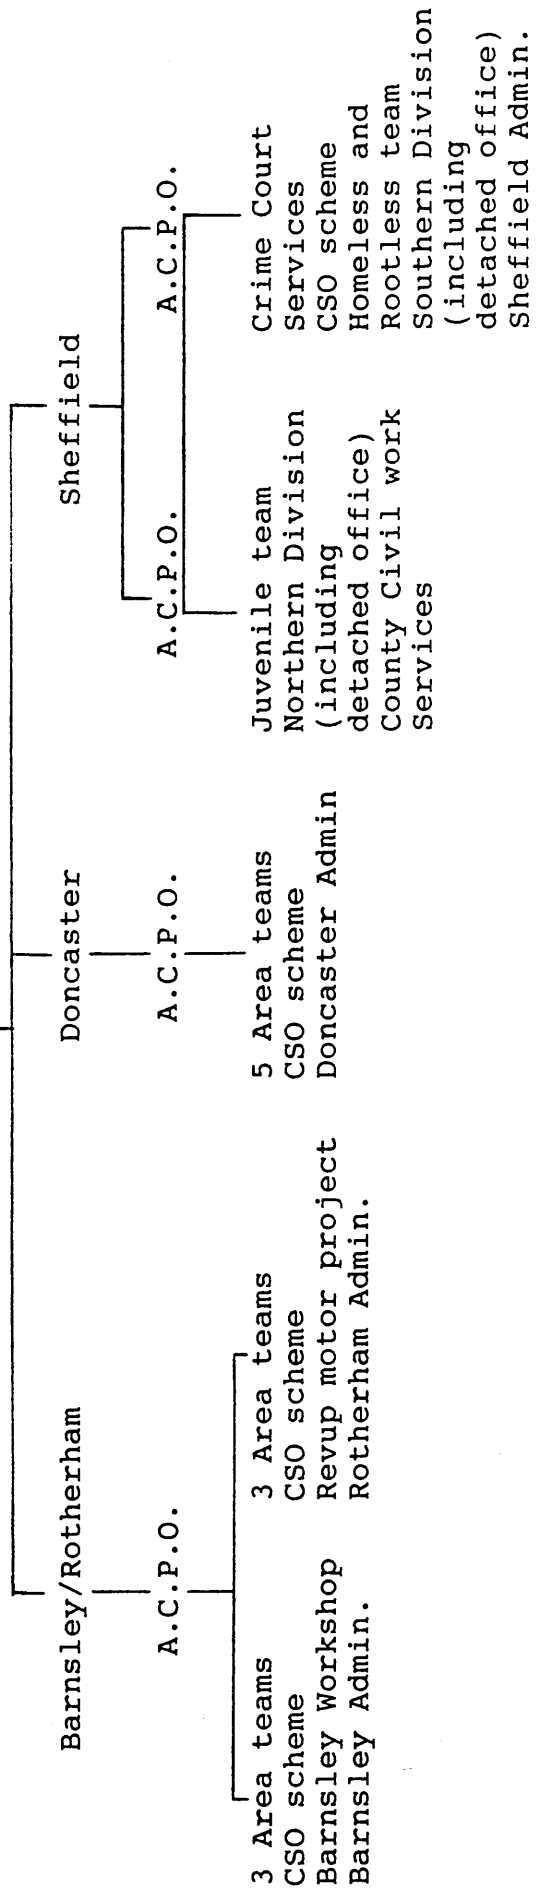 Barnsley/Rotherham
Doncaster
Sheffield
A.C.P.O.
A.C.P.O.
A.C.P.O.
A.C.P.O.
3 Area teams
CSO scheme
Barnsley Workshop
Barnsley Admin.
3 Area teams
CSO scheme
Revup motor project
Rotherham Admin.
5 Area teams
CSO scheme
Doncaster Admin
Juvenile team
Northern Division
(including
detached office)
County Civil work
Services
Crime Court
Services
CSO scheme
Homeless and
Rootless team
Southern Division
(including
detached office)
Sheffield Admin.